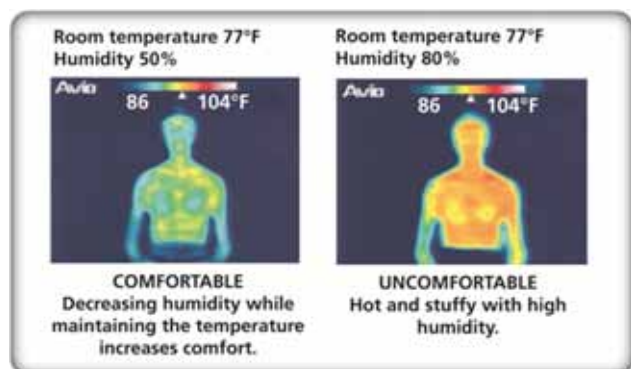 Room temperature 77°F
Humidity 50%
Avio
86 104°F
COMFORTABLE
Decreasing humidity while
maintaining the temperature
increases comfort.
Room temperature 77°F
Humidity 80%
Avio
86 104°F
UNCOMFORTABLE
Hot and stuffy with high
humidity.